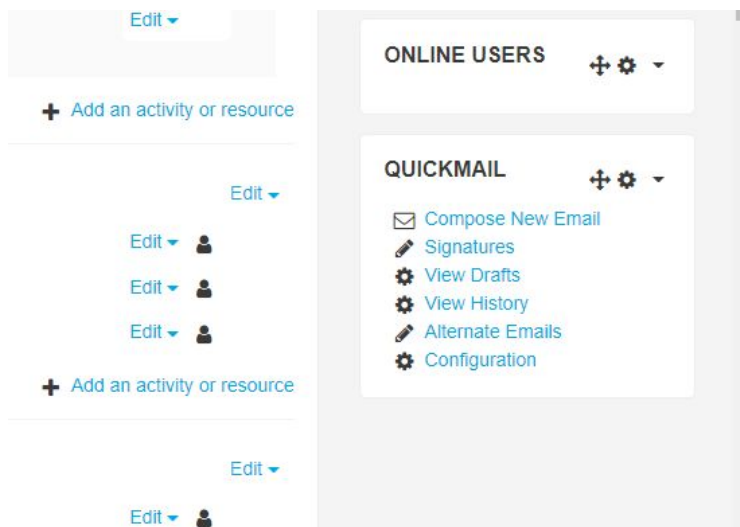 Edit
Add an activity or resource
Edit
Edit
Edit
Edit
Add an activity or resource
Edit
Edit
ONLINE USERS
QUICKMAIL
Compose New Email
Signatures
View Drafts
View History
Alternate Emails
Configuration